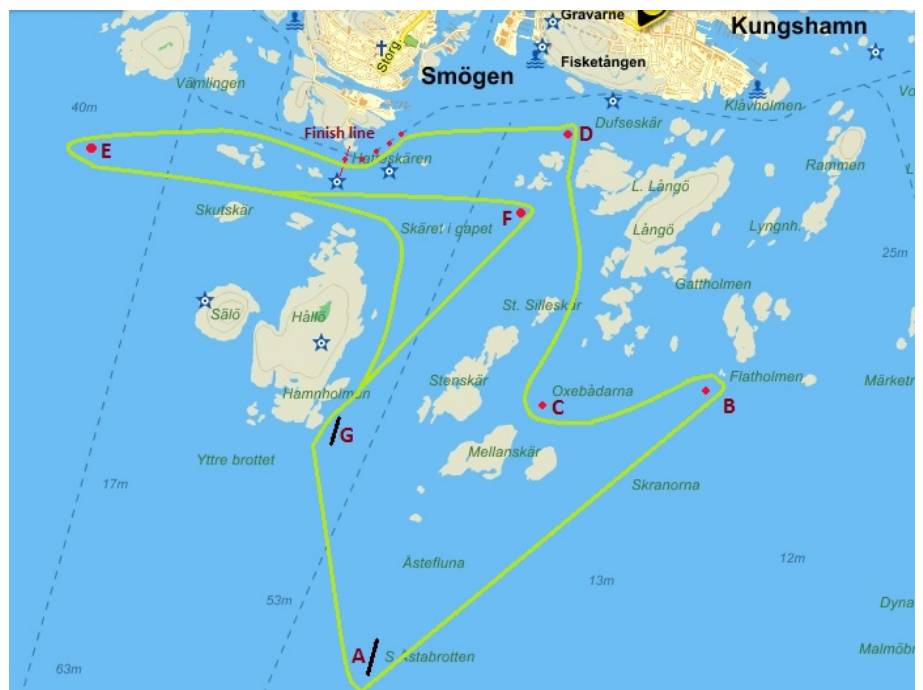 Gravarne
Kungshamn
Storg
Fisketången
Smögen
Vämlingen
Klävholmen
40m
Dufseskär
Finish line
D
E
Hasselskären
Rammen
L. Långö
Skutskär
F
Skäret i gapet
Långö
Lyngnh.
25m
Gattholmen
St. Silleskär
Sälö
Hållö
Flatholmen
Stenskär
Märketr
Hamnholmen
Oxebådarna
B
C
G
Mellanskär
Yttre brottet
17m
Skranorna
Åstefluna
12m
13m
53m
Dyna
A
S Åstabrotten
Malmöbr
63m